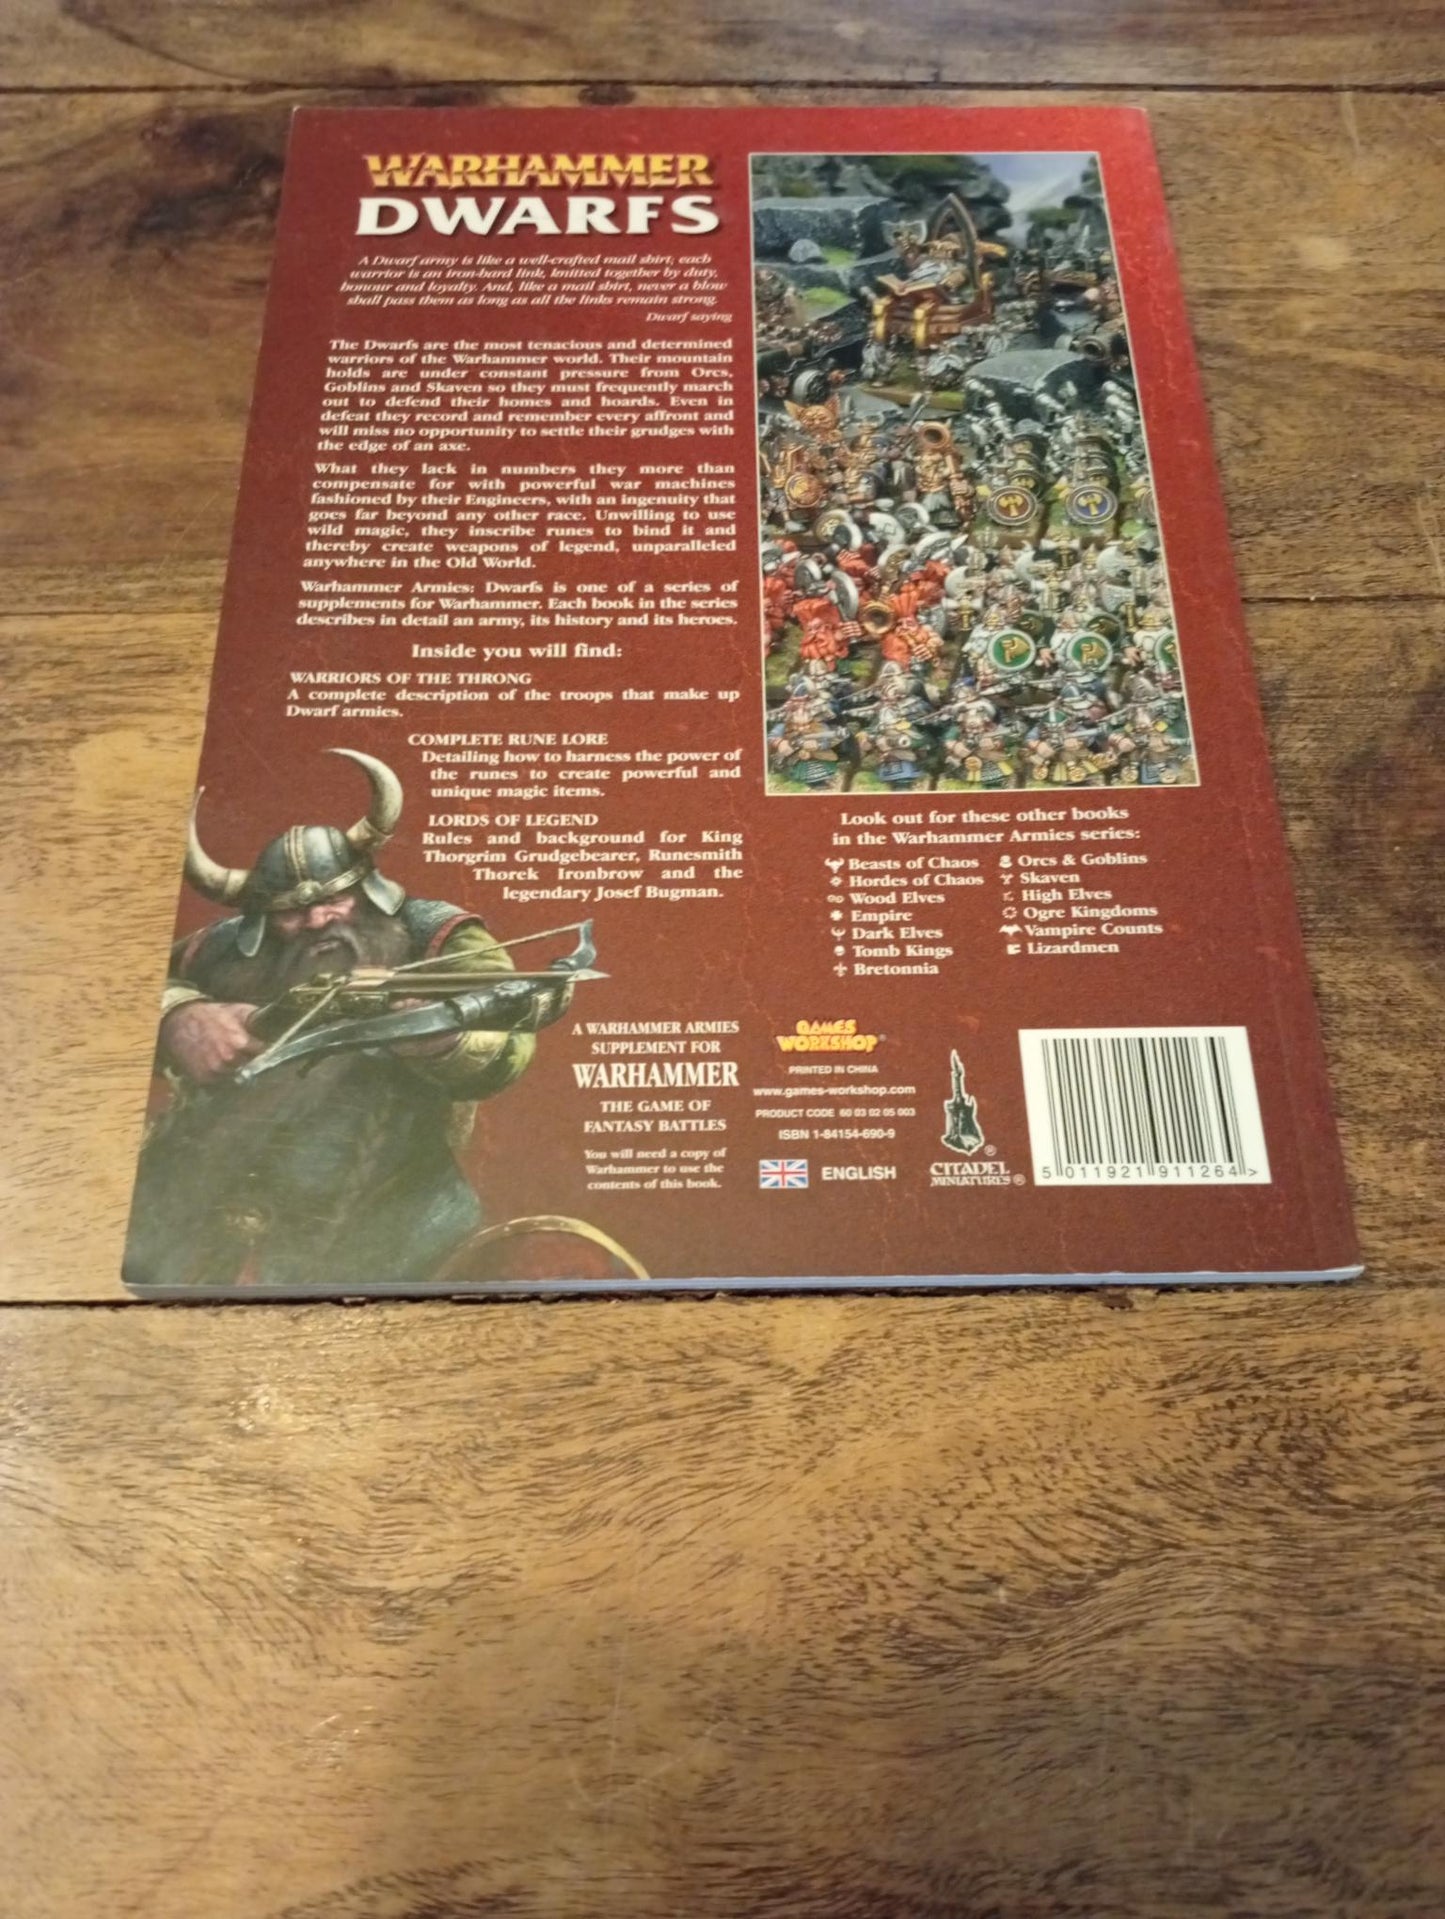 WARHAMMER
DWARFS
A Dwarf army is like a well-crafted mail shirt; each
warrior is an iron-hard link, knitted together by duty,
honour and loyalty. And, like a mail shirt, never a blow
shall pass them as long as all the links remain strong.
Dwarf saying
The Dwarfs are the most tenacious and determined
warriors of the Warhammer world. Their mountain
holds are under constant pressure from Orcs,
Goblins and Skaven so they must frequently march
out to defend their homes and hoards. Even in
defeat they record and remember every affront and
will miss no opportunity to settle their grudges with
the edge of an axe.
What they lack in numbers they more than
compensate for with powerful war machines
fashioned by their Engineers, with an ingenuity that
goes far beyond any other race. Unwilling to use
wild magic, they inscribe runes to bind it and
thereby create weapons of legend, unparalleled
anywhere in the Old World.
Warhammer Armies: Dwarfs is one of a series of
supplements for Warhammer. Each book in the series
describes in detail an army, its history and its heroes.
Inside you will find:
WARRIORS OF THE THRONG
A complete description of the troops that make up
Dwarf armies.
COMPLETE RUNE LORE
Detailing how to harness the power of
the runes to create powerful and
unique magic items.
LORDS OF LEGEND
Rules and background for King
Thorgrim Grudgebearer, Runesmith
Thorek Ironbrow and the
legendary Josef Bugman.
A WARHAMMER ARMIES
SUPPLEMENT FOR
WARHAMMER
THE GAME OF
FANTASY BATTLES
You will need a copy of
Warhammer to use the
contents of this book.
Look out for these other books
in the Warhammer Armies series:
Beasts of Chaos
Hordes of Chaos
Wood Elves
Empire
Dark Elves
Tomb Kings
Bretonnia
Orcs & Goblins
Skaven
High Elves
Ogre Kingdoms
Vampire Counts
Lizardmen
GAMES
WORKSHOP®
PRINTED IN CHINA
www.games-workshop.com
PRODUCT CODE 60 03 02 05 003
ISBN 1-84154-690-9
ENGLISH
®
CITADEL
MINIATURES®
5 011921 911264 >